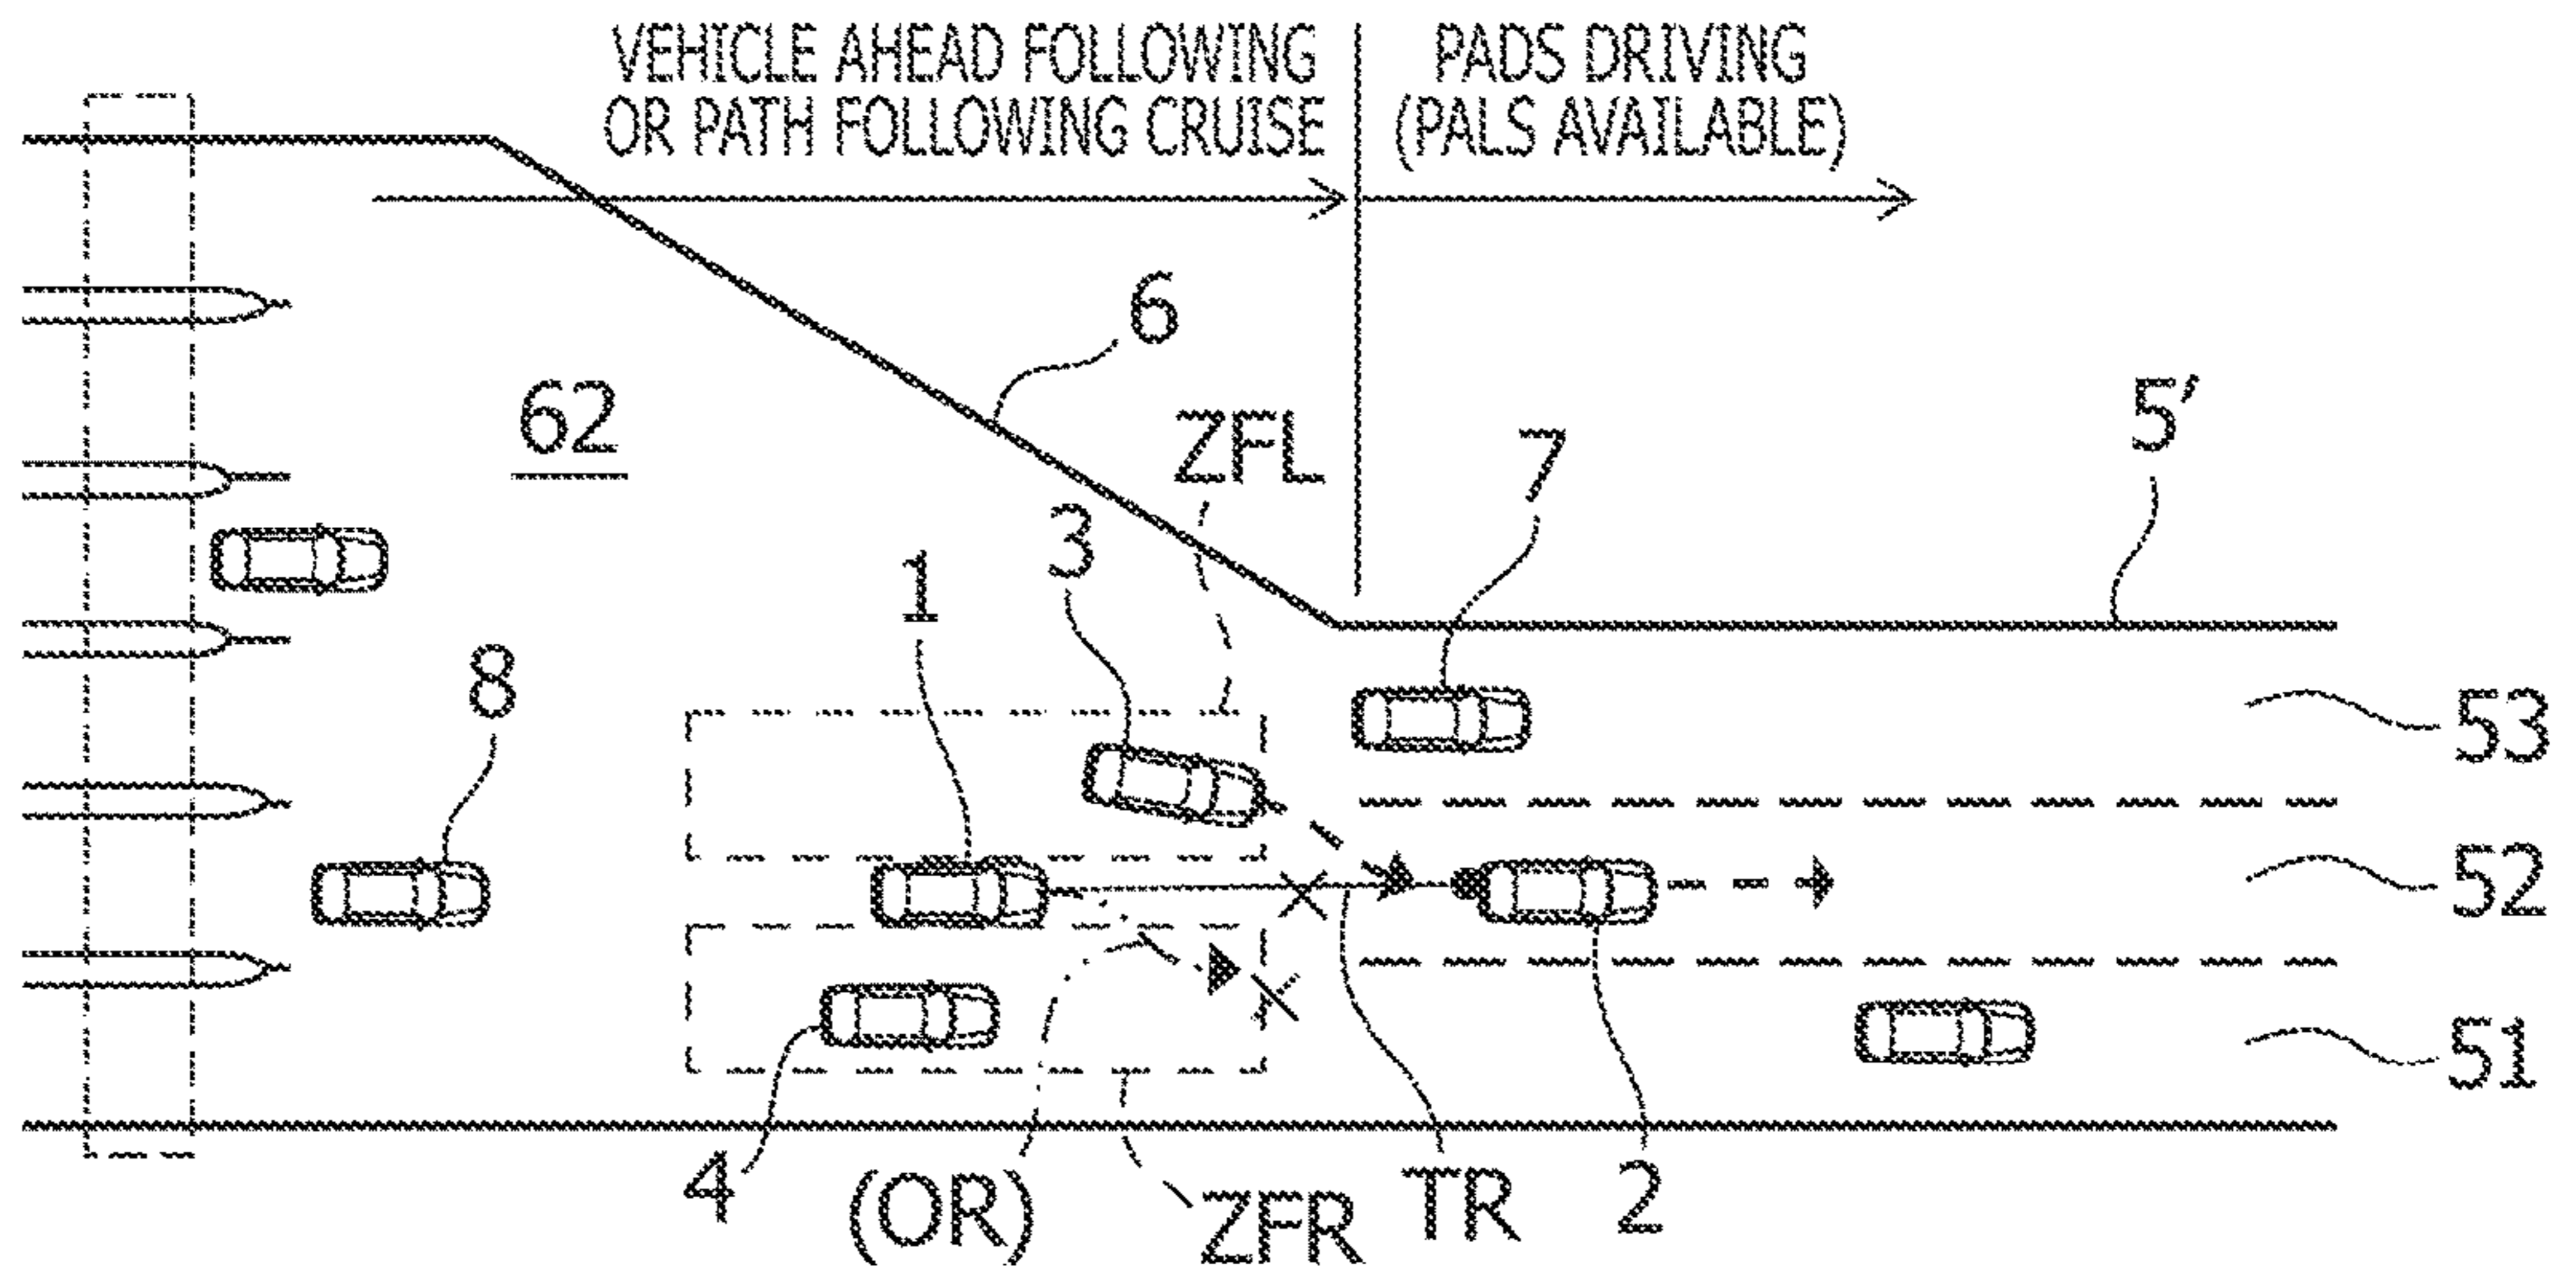 VEHICLE AHEAD FOLLOWING
OR PATH FOLLOWING CRUISE
PADS DRIVING
(PALS AVAILABLE)
6
62
ZFL
7
5'
3
1
8
53
52
51
4
(OR)
ZFR
TR
2